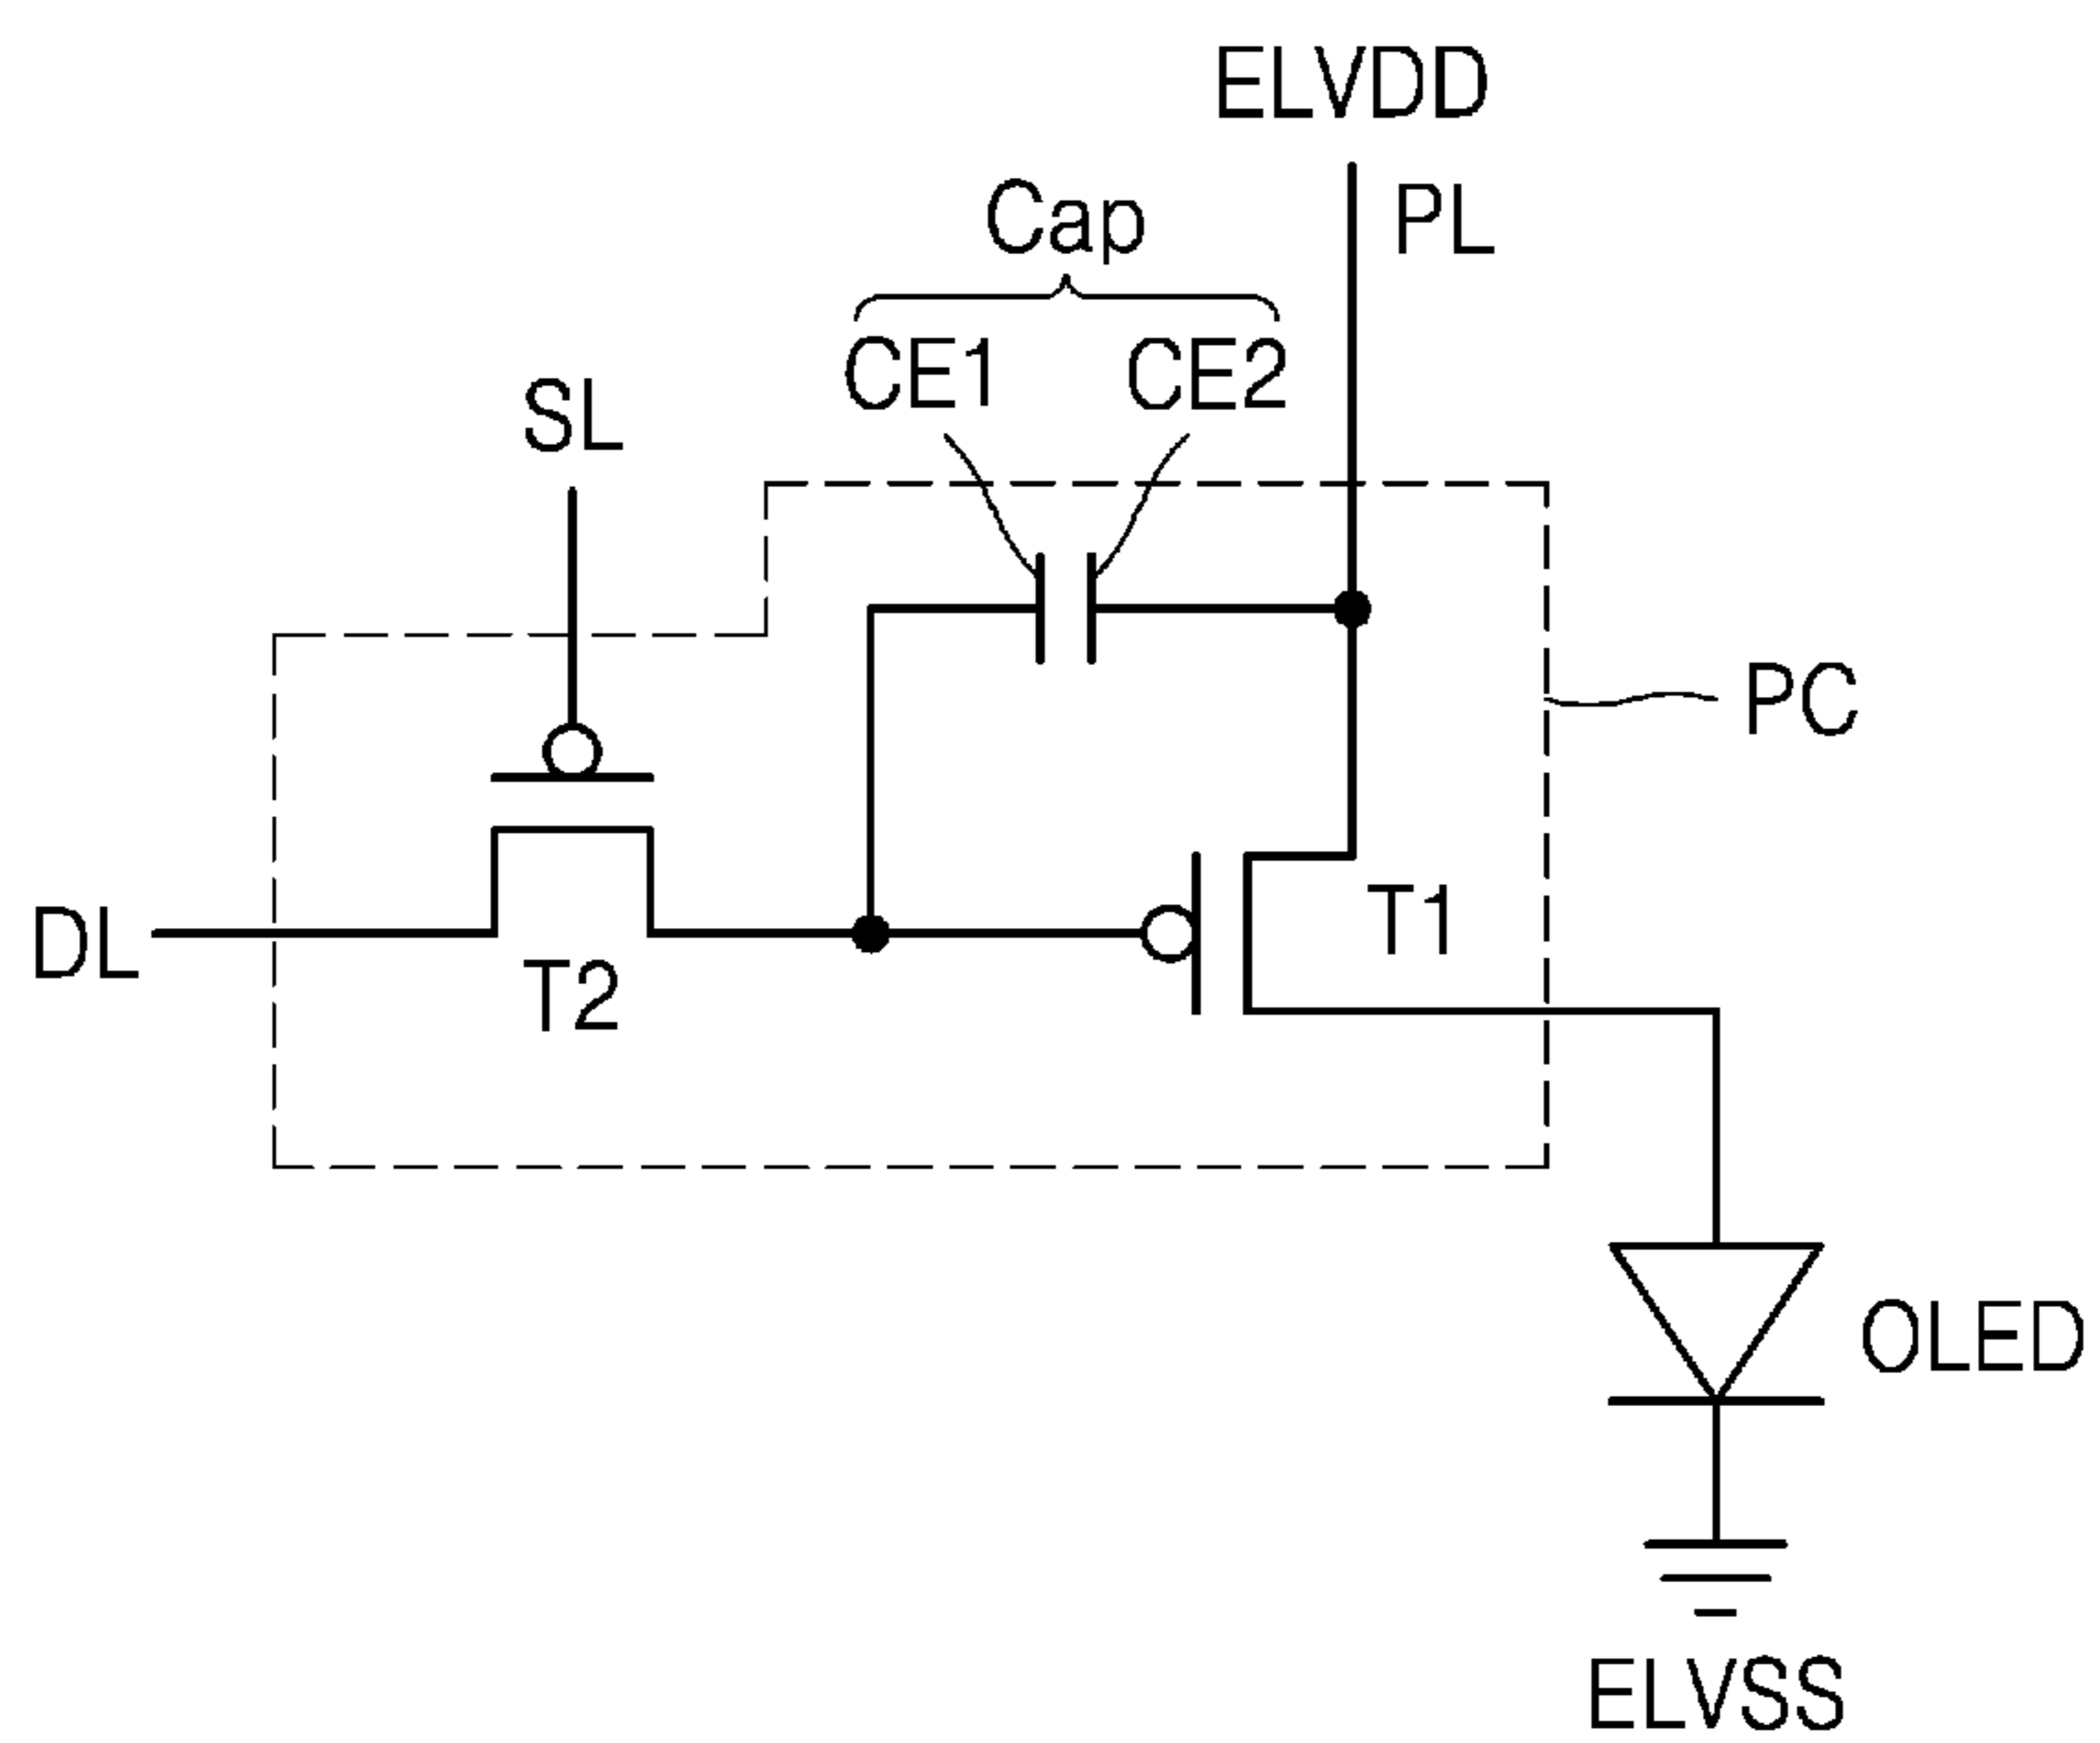 ELVDD
PL
Cap
CE1 CE2
SL
PC
T1
DL
T2
OLED
ELVSS